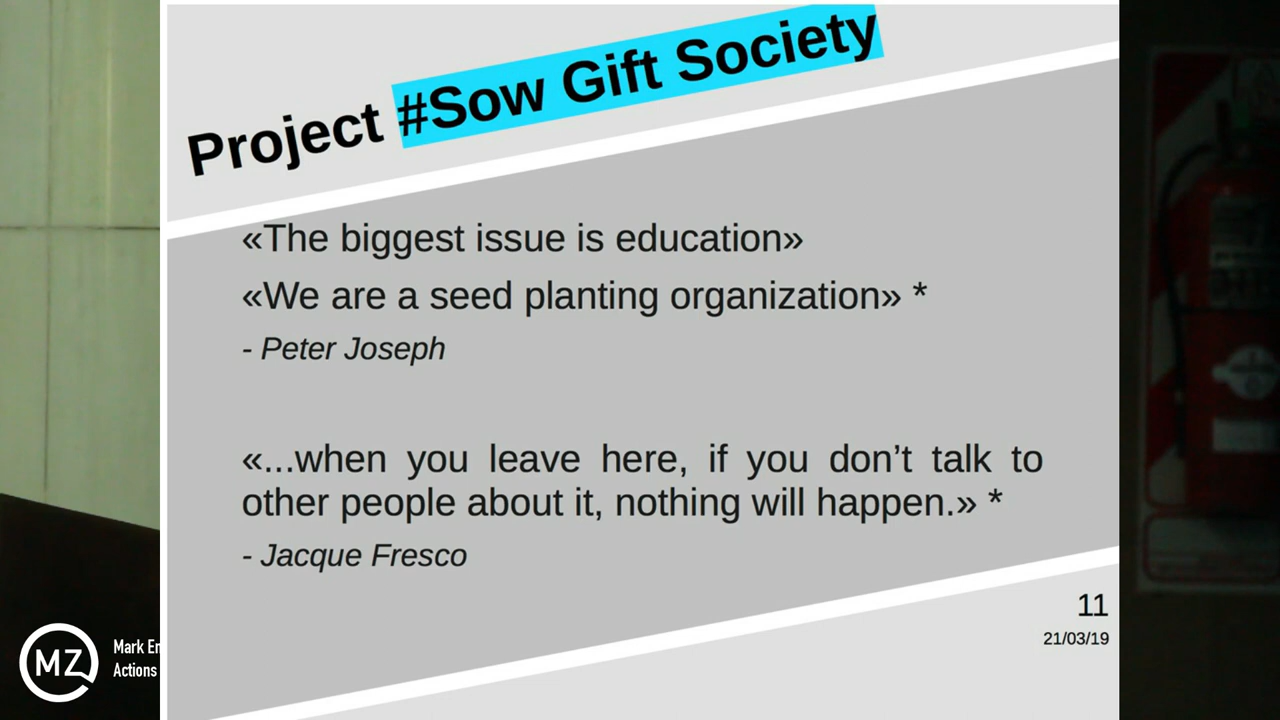 Project #Sow Gift Society
«The biggest issue is education»
«We are a seed planting organization» *
- Peter Joseph
«...when you leave here, if you don’t talk to
other people about it, nothing will happen.» *
- Jacque Fresco
11
21/03/19
MZ
Mark
Actions